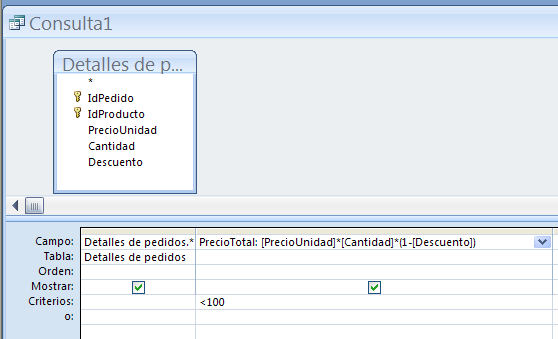 Consulta1
Detalles de p...
*
IdPedido
IdProducto
PrecioUnidad
Cantidad
Descuento
Campo: Detalles de pedidos.* PrecioTotal: [PrecioUnidad]*[Cantidad]*(1-[Descuento])
Tabla: Detalles de pedidos
Orden:
Mostrar:
Criterios: <100
o: